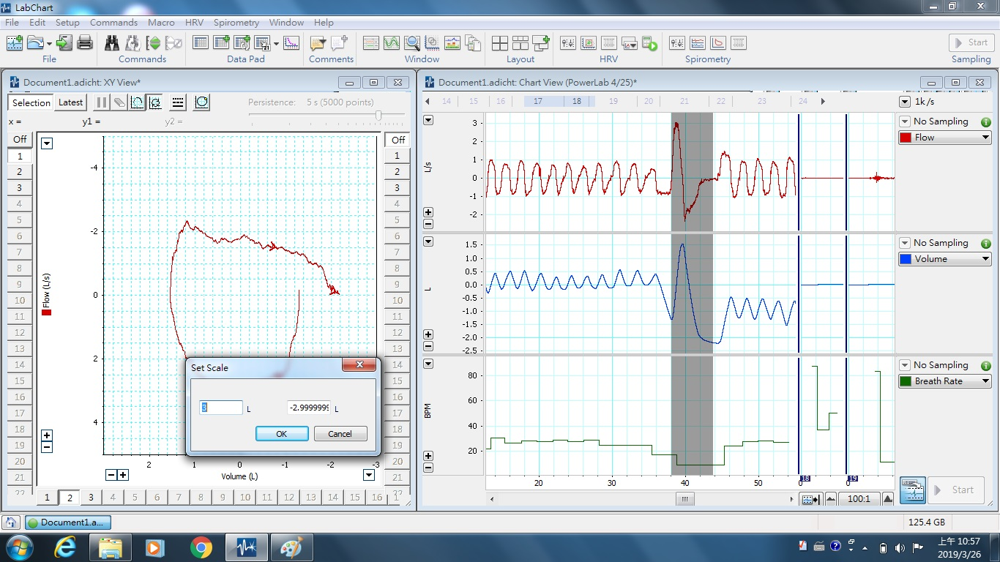 LabChart
File Edit Setup Commands Macro HRV Spirometry Window Help
File Commands Data Pad Comments Window Layout HRV Spirometry Start Sampling
Document1.adicht: XY View*
Selection Latest Persistence: 5 s (5000 points)
x = y1 = y2 =
Off
1
2
3
4
5
6
7
8
9
10
11
12
13
14
15
16
17
18
19
20
21
22
Flow (L/s)
-4
-2
0
2
4
2 1 0 -1 -2 -3
Volume (L)
Off
1
2
3
4
5
6
7
8
9
10
11
12
13
14
15
16
17
18
19
20
21
1 2 3 4 5 6 7 8 9 10 11 12 13 14 15 16 1
Set Scale
3 L -2.9999999 L
OK Cancel
Document1.adicht: Chart View (PowerLab 4/25)*
14 15 16 17 18 19 20 21 22 23 24
1k /s
L/s
3
1
0
-1
-2
No Sampling
Flow
L
1.5
1.0
0.5
0.0
-0.5
-1.0
-1.5
-2.0
-2.5
No Sampling
Volume
BPM
80
60
40
20
No Sampling
Breath Rate
18 19
20 30 40 50 0 0
100:1
Start
Document1.a...
125.4 GB
上午 10:57
2019/3/26